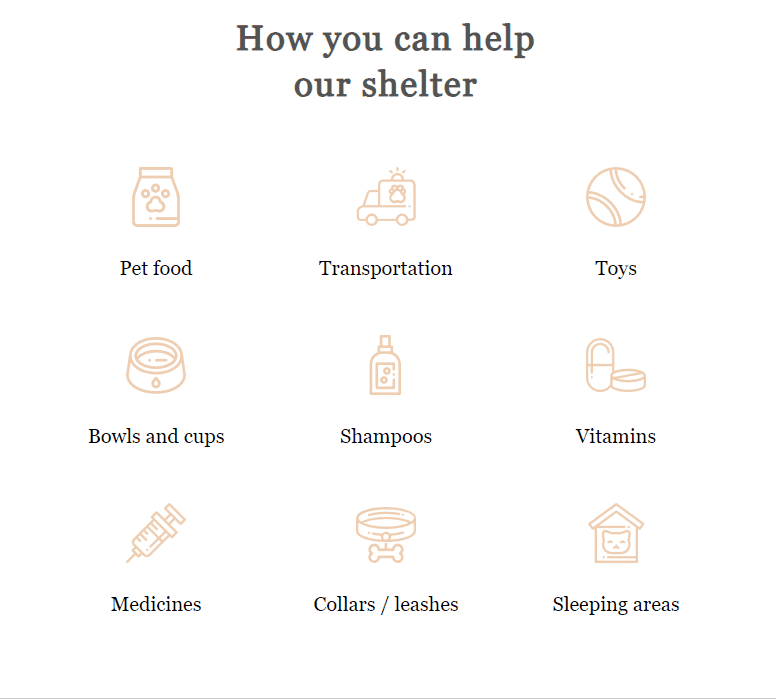 How you can help
our shelter
Pet food
Transportation
Toys
Bowls and cups
Shampoos
Vitamins
Medicines
Collars / leashes
Sleeping areas